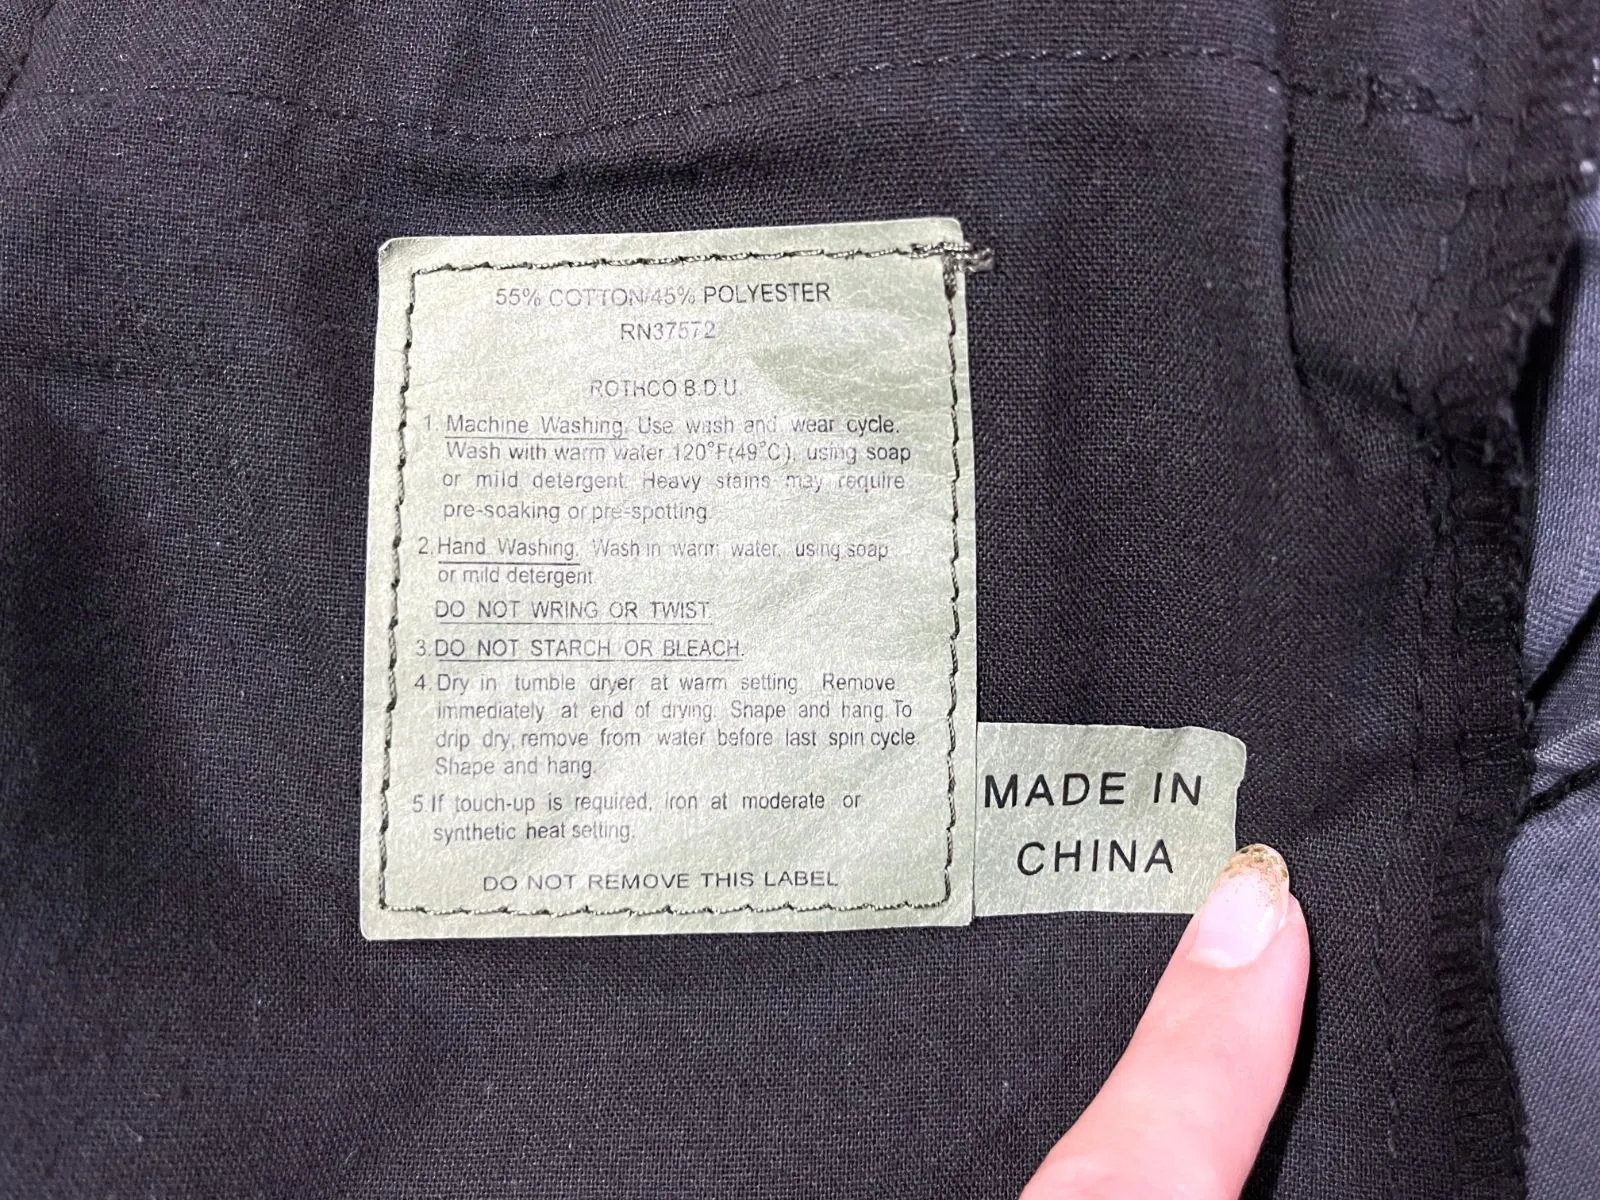 55% COTTON/45% POLYESTER
RN37572
ROTHCO B.D.U.
1. Machine Washing. Use wash and wear cycle.
Wash with warm water 120°F(49°C), using soap
or mild detergent. Heavy stains may require
pre-soaking or pre-spotting.
2. Hand Washing. Wash in warm water, using soap
or mild detergent.
DO NOT WRING OR TWIST.
3. DO NOT STARCH OR BLEACH.
4. Dry in tumble dryer at warm setting. Remove
immediately at end of drying. Shape and hang. To
drip dry, remove from water before last spin cycle.
Shape and hang.
5. If touch-up is required, iron at moderate or
synthetic heat setting.
DO NOT REMOVE THIS LABEL
MADE IN
CHINA